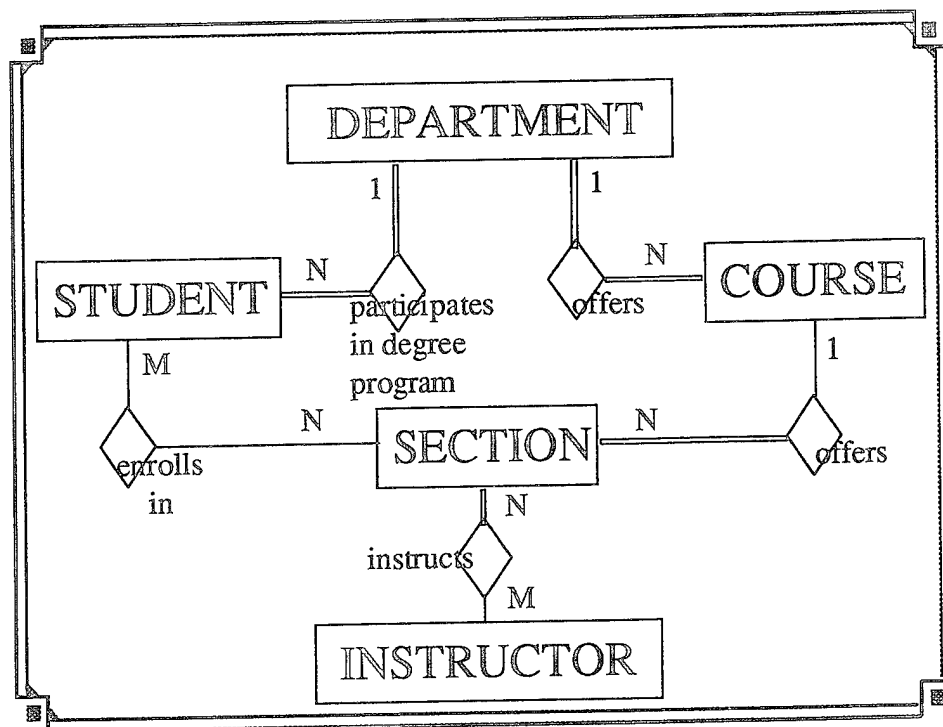 DEPARTMENT
1
1
N
N
STUDENT
COURSE
participates
in degree
program
offers
M
1
N
N
SECTION
enrolls
in
offers
N
instructs
M
INSTRUCTOR